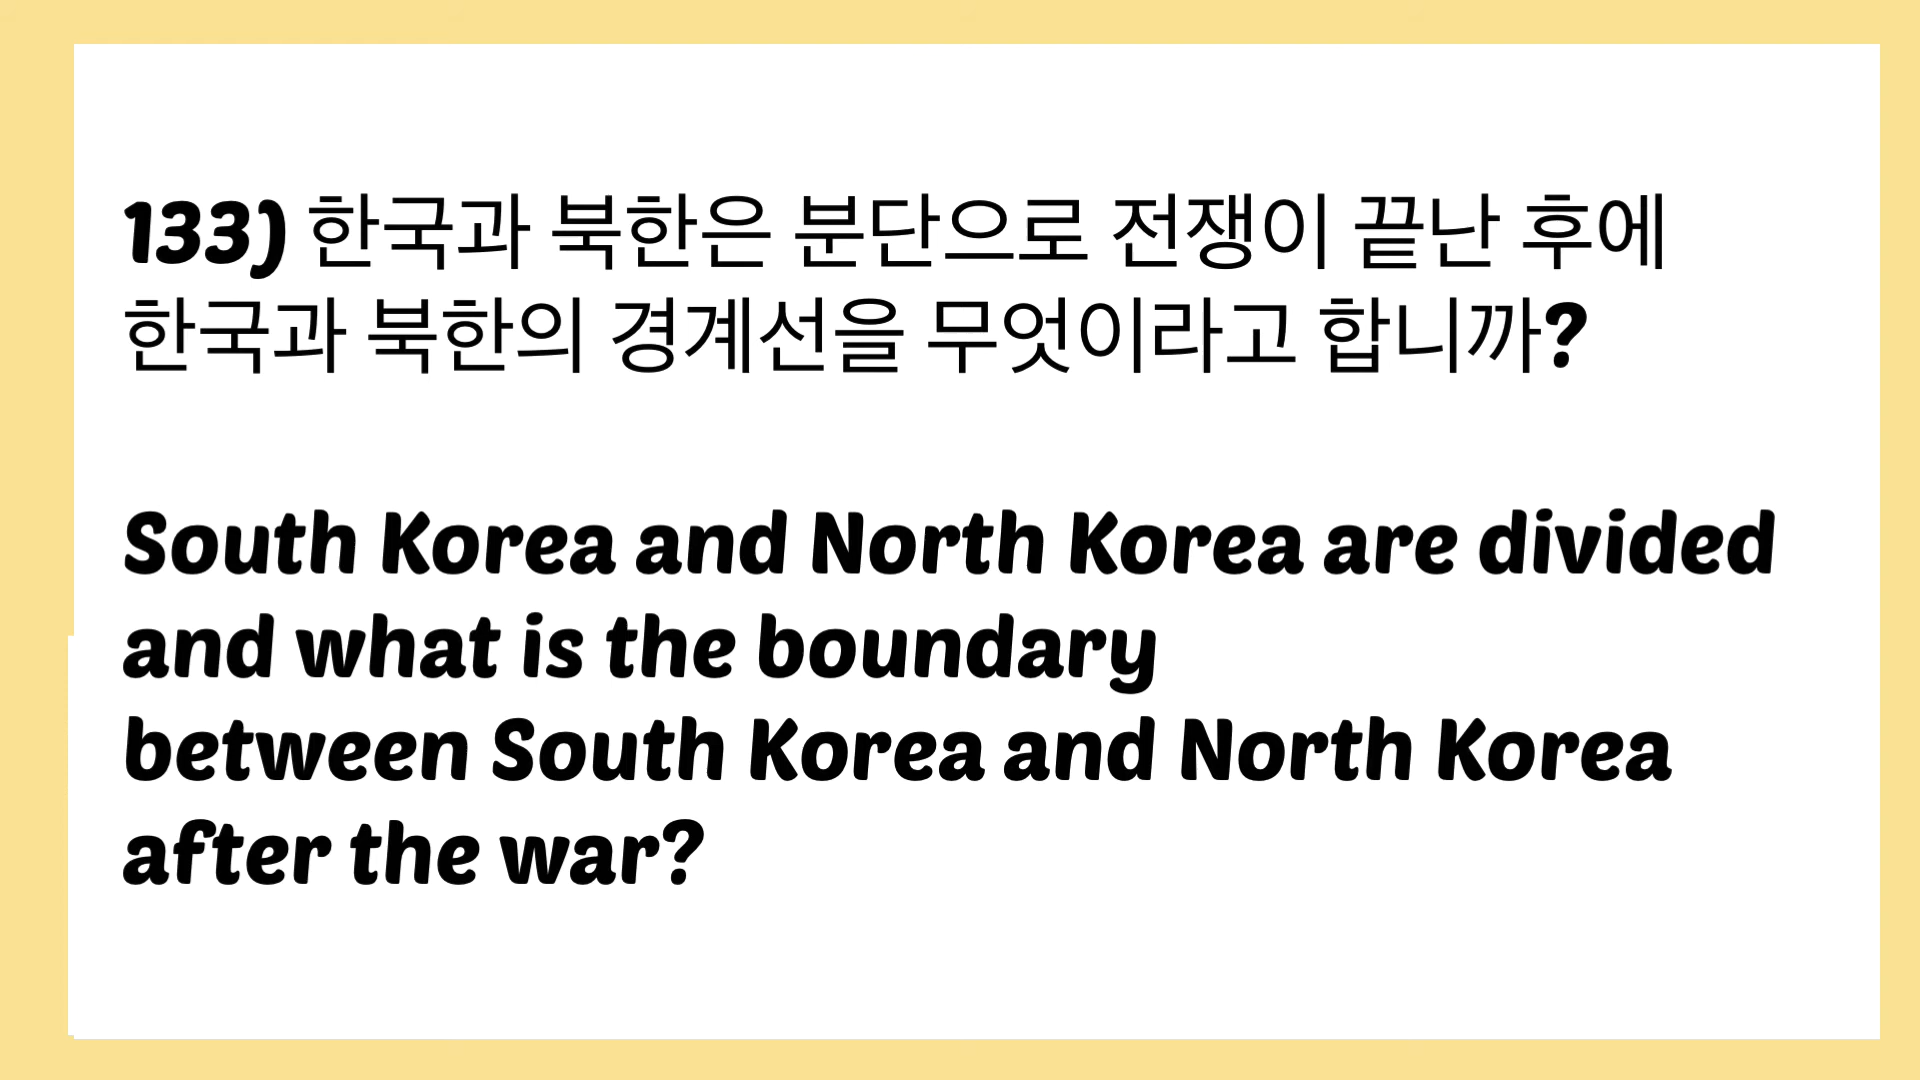 133) 한국과 북한은 분단으로 전쟁이 끝난 후에
한국과 북한의 경계선을 무엇이라고 합니까?
South Korea and North Korea are divided
and what is the boundary
between South Korea and North Korea
after the war?